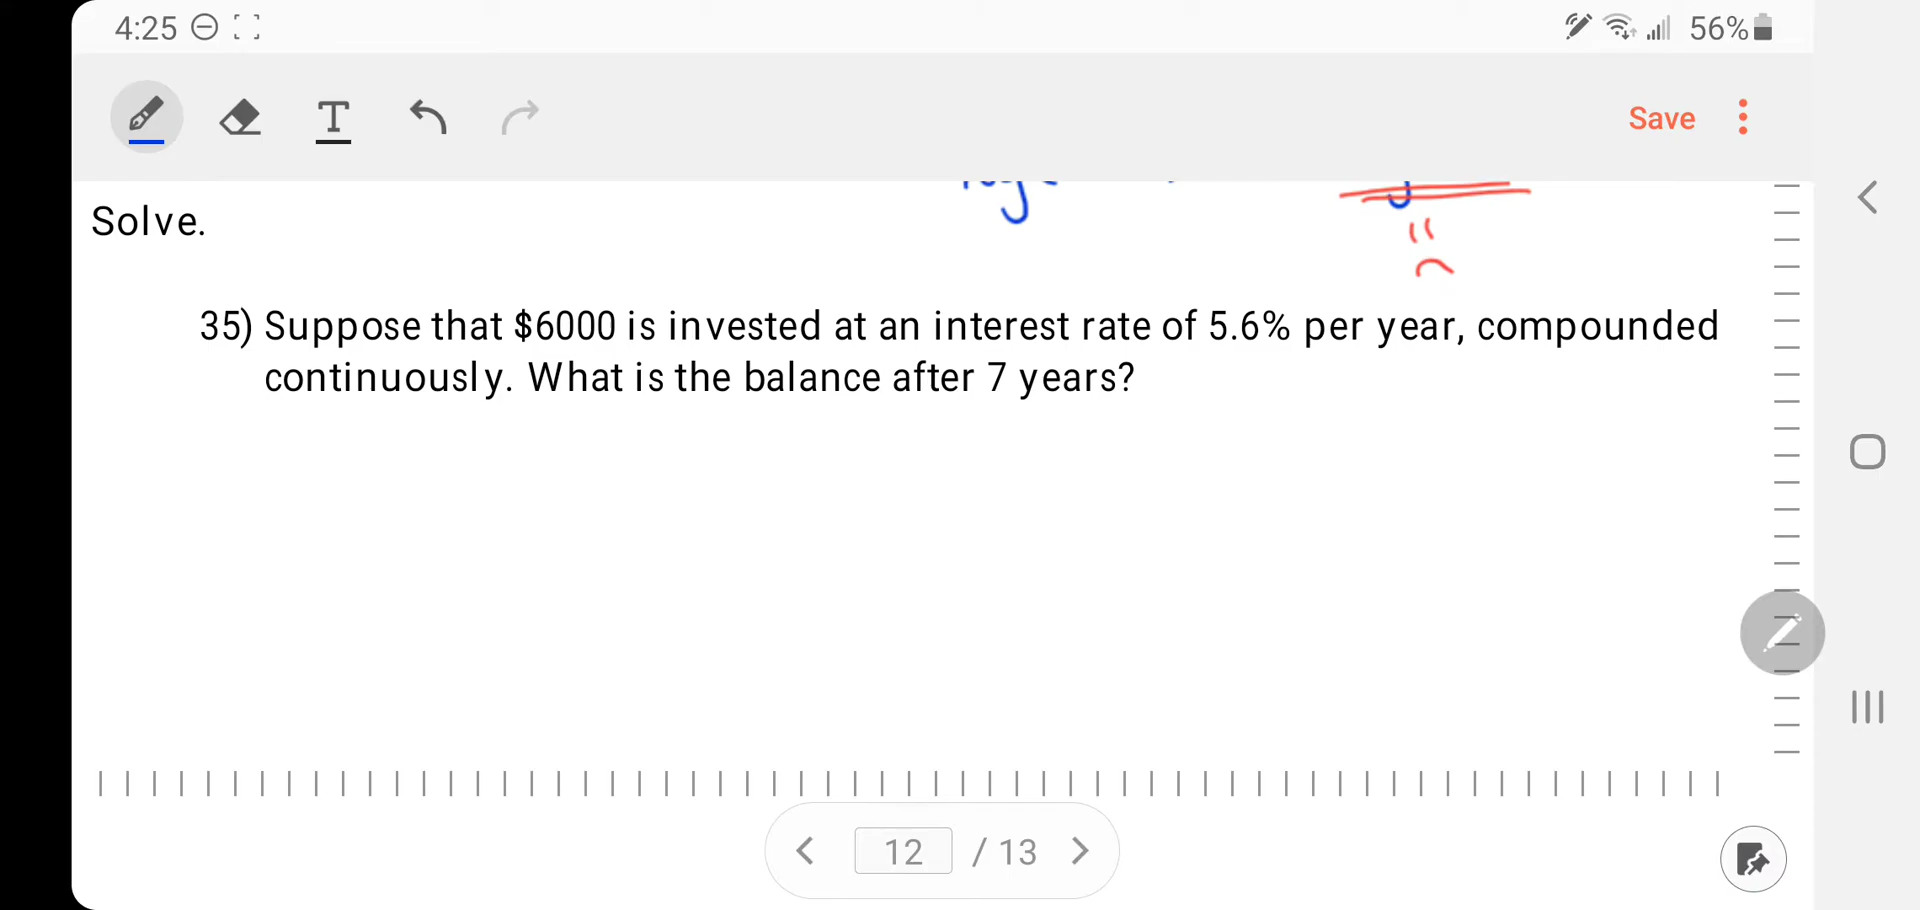 4:25 56%
T Save
Solve.
35) Suppose that $6000 is invested at an interest rate of 5.6% per year, compounded
continuously. What is the balance after 7 years?
12 / 13